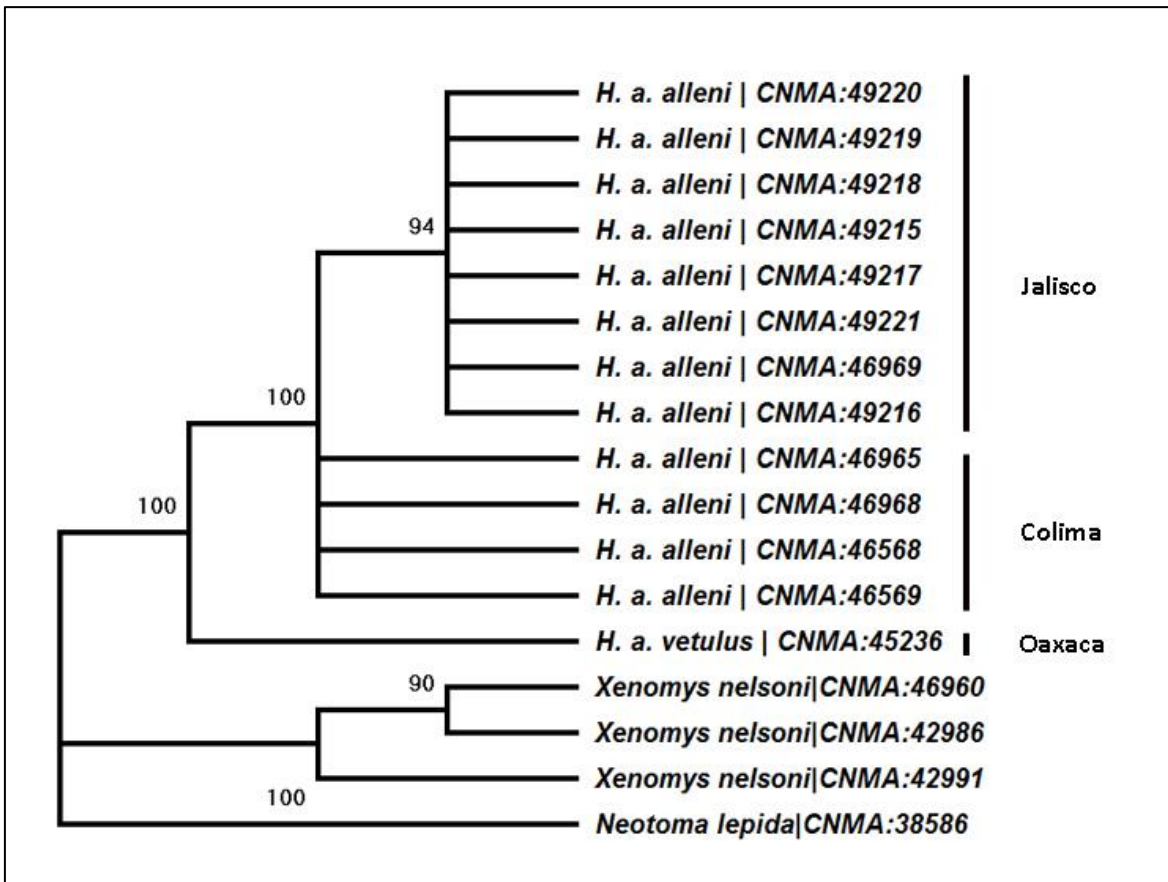 H. a. alleni | CNMA:49220
H. a. alleni | CNMA:49219
H. a. alleni | CNMA:49218
94
H. a. alleni | CNMA:49215
H. a. alleni | CNMA:49217
Jalisco
H. a. alleni | CNMA:49221
H. a. alleni | CNMA:46969
100
H. a. alleni | CNMA:49216
H. a. alleni | CNMA:46965
100
H. a. alleni | CNMA:46968
Colima
H. a. alleni | CNMA:46568
H. a. alleni | CNMA:46569
H. a. vetulus | CNMA:45236
Oaxaca
90
Xenomys nelsoni|CNMA:46960
Xenomys nelsoni|CNMA:42986
Xenomys nelsoni|CNMA:42991
100
Neotoma lepida|CNMA:38586